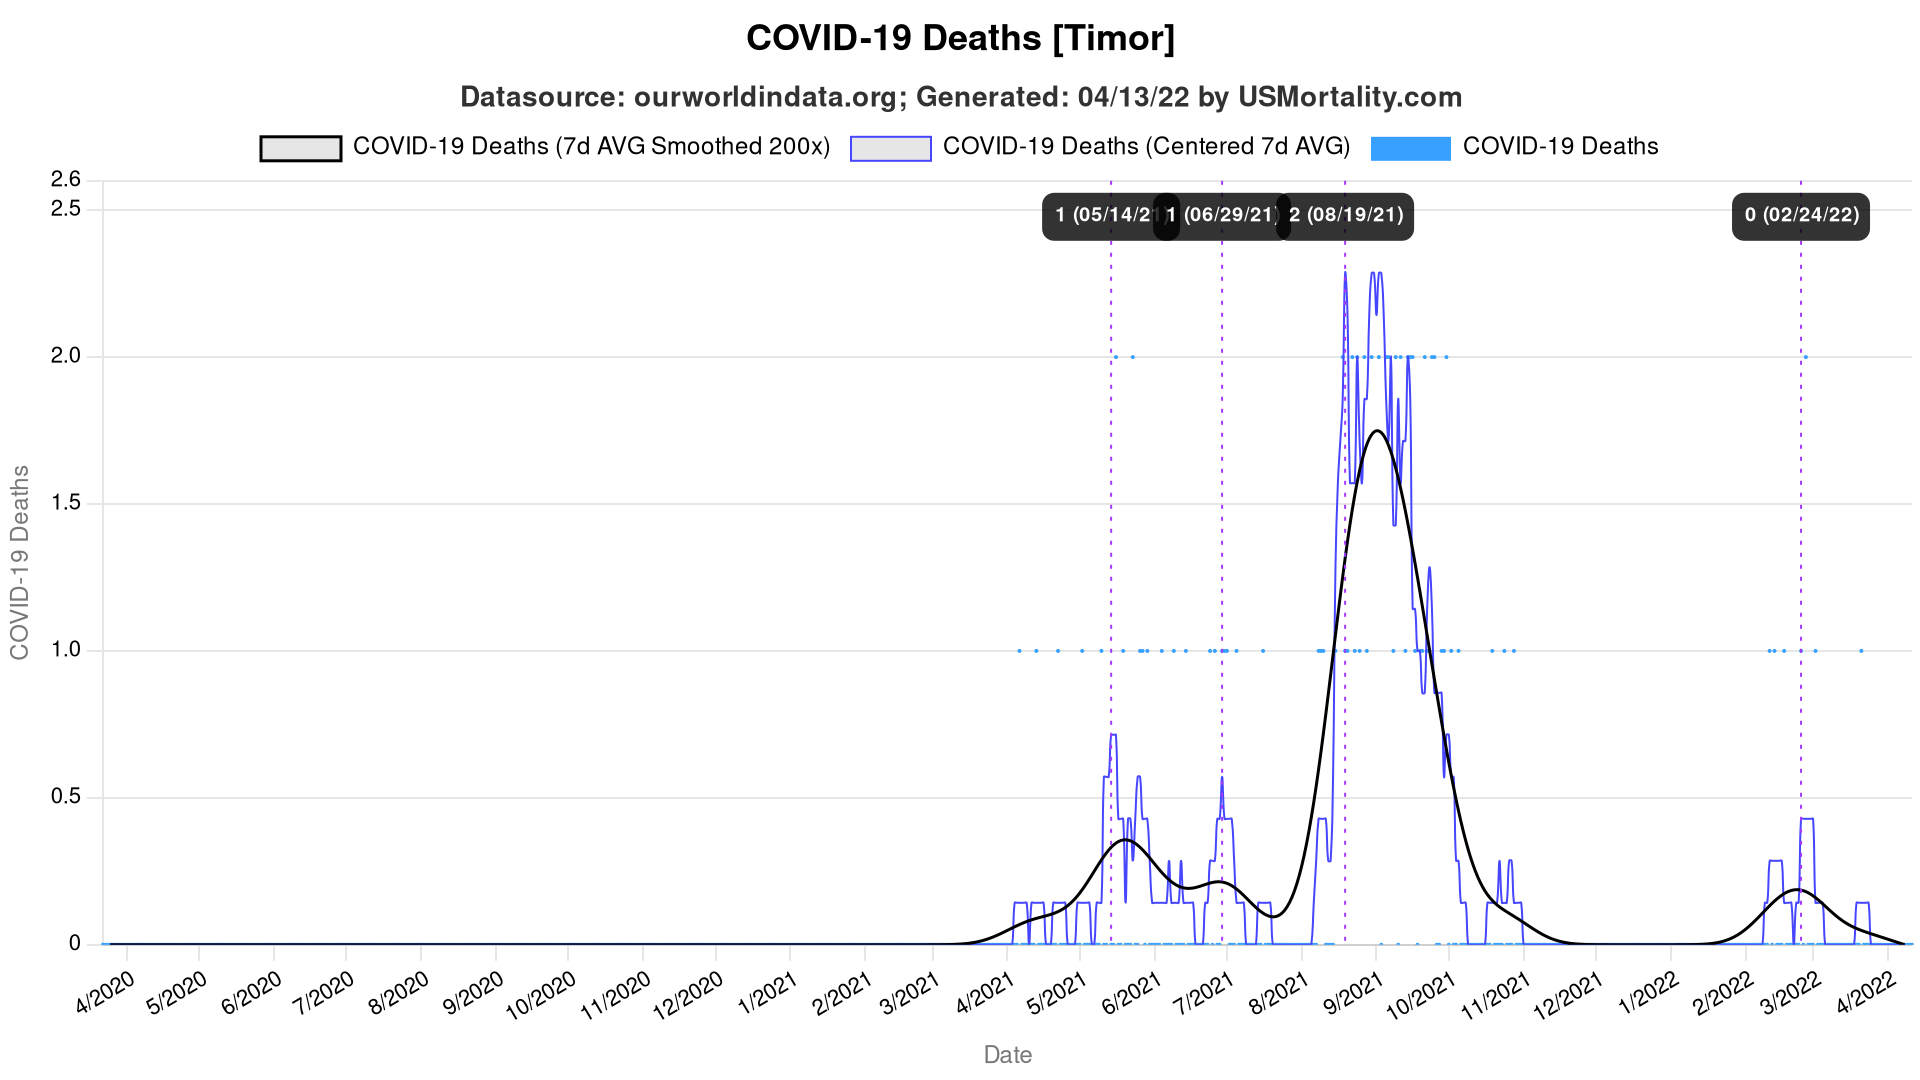 COVID-19 Deaths [Timor]
Datasource: ourworldindata.org; Generated: 04/13/22 by USMortality.com
COVID-19 Deaths (7d AVG Smoothed 200x) COVID-19 Deaths (Centered 7d AVG) COVID-19 Deaths
2.6
2.5
1 (05/14/21) 1 (06/29/21) 2 (08/19/21) 0 (02/24/22)
2.0
1.5
1.0
0.5
0
COVID-19 Deaths
4/2020 5/2020 6/2020 7/2020 8/2020 9/2020 10/2020 11/2020 12/2020 1/2021 2/2021 3/2021 4/2021 5/2021 6/2021 7/2021 8/2021 9/2021 10/2021 11/2021 12/2021 1/2022 2/2022 3/2022 4/2022
Date